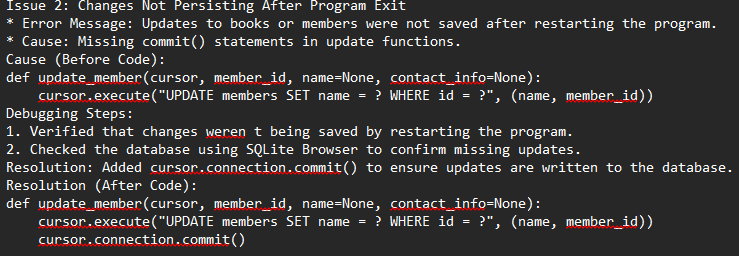 Issue 2: Changes Not Persisting After Program Exit
* Error Message: Updates to books or members were not saved after restarting the program.
* Cause: Missing commit() statements in update functions.
Cause (Before Code):
def update_member(cursor, member_id, name=None, contact_info=None):
    cursor.execute("UPDATE members SET name = ? WHERE id = ?", (name, member_id))
Debugging Steps:
1. Verified that changes weren t being saved by restarting the program.
2. Checked the database using SQLite Browser to confirm missing updates.
Resolution: Added cursor.connection.commit() to ensure updates are written to the database.
Resolution (After Code):
def update_member(cursor, member_id, name=None, contact_info=None):
    cursor.execute("UPDATE members SET name = ? WHERE id = ?", (name, member_id))
    cursor.connection.commit()